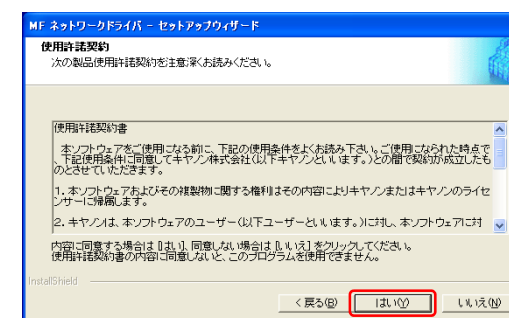 MF ネットワークドライバ - セットアップウィザード
使用許諾契約
次の製品使用許諾契約を注意深くお読みください。
使用許諾契約書
本ソフトウェアをご使用になる前に、下記の使用条件をよくお読み下さい。ご使用になられた時点で
、下記使用条件に同意してキヤノン株式会社(以下キヤノンといいます。)との間で契約が成立したも
のとさせていただきます。
1. 本ソフトウェアおよびその複製物に関する権利はその内容によりキヤノンまたはキヤノンのライセ
ンサーに帰属します。
2. キヤノンは、本ソフトウェアのユーザー(以下ユーザーといいます。)に対し、本ソフトウェアに対
内容に同意する場合は [はい]、同意しない場合は [いいえ] をクリックしてください。
使用許諾契約書の内容に同意しないと、このプログラムを使用できません。
InstallShield
< 戻る(B) はい(Y) いいえ(N)